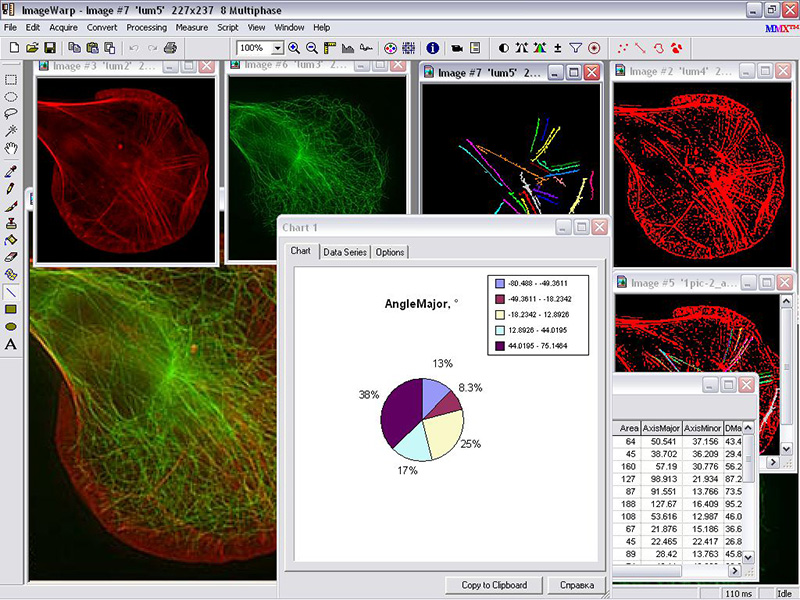 ImageWarp - Image #7 'lum5' 227x237 8 Multiphase
File Edit Acquire Convert Processing Measure Script View Window Help
MMX™
100%
Image #3 'lum2' 2...
Image #6 'lum3' 2...
Image #7 'lum5' 2...
Image #2 'lum4' 2...
A
Chart 1
Chart Data Series Options
AngleMajor, °
-80.488 - -49.3611
-49.3611 - -18.2342
-18.2342 - 12.8926
12.8926 - 44.0195
44.0195 - 75.1464
13%
8.3%
38%
25%
17%
Copy to Clipboard Справка
Image #5 '1pic-2_a...
Area AxisMajor AxisMinor DMa
64 50.541 37.156 43.4
45 38.702 36.209 29.4
160 57.19 30.776 56.2
127 98.913 21.934 87.2
87 91.551 13.766 73.5
188 127.67 16.409 95.2
108 53.616 12.987 46.0
67 21.876 15.186 36.6
45 22.465 22.417 26.8
89 28.42 13.763 45.8
110 ms Idle